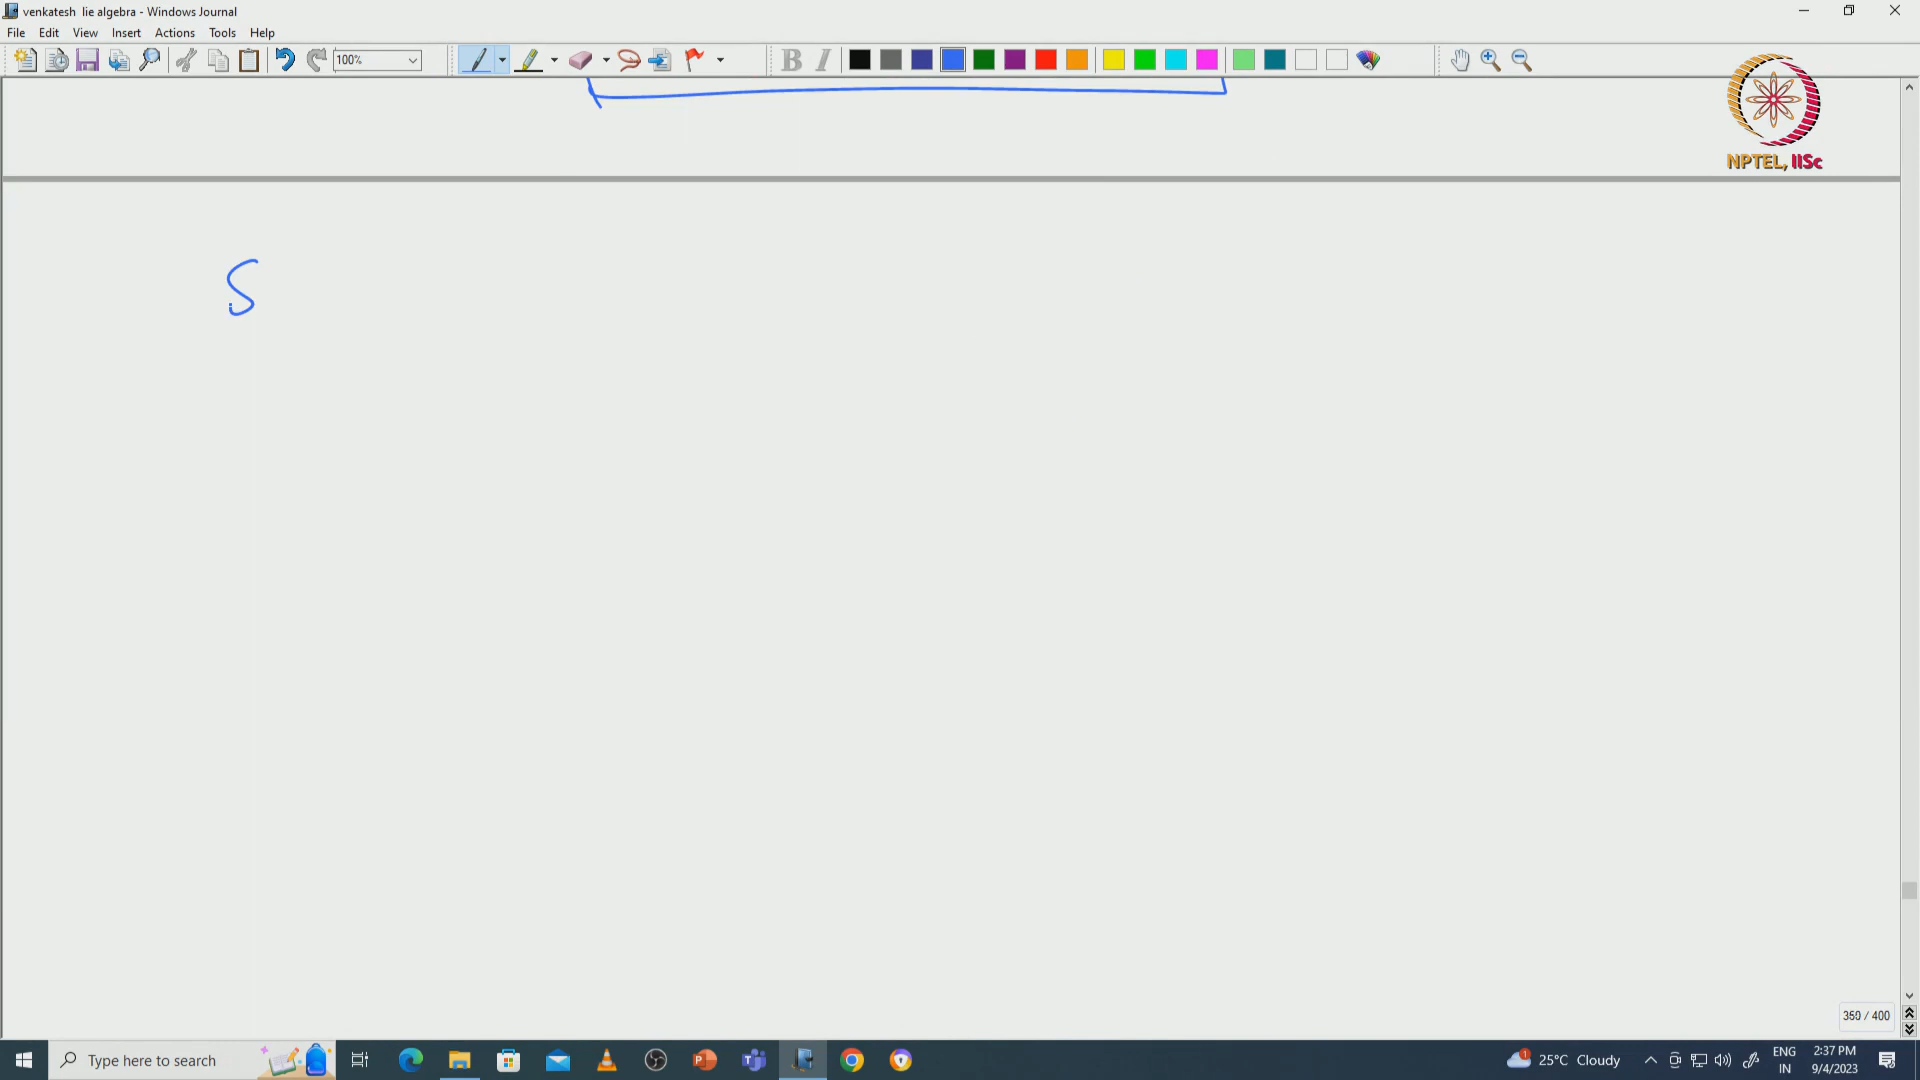 venkatesh lie algebra - Windows Journal
File Edit View Insert Actions Tools Help
100%
B I
NPTEL, IISc
S
350 / 400
Type here to search
1
25°C Cloudy
ENG
IN
2:37 PM
9/4/2023